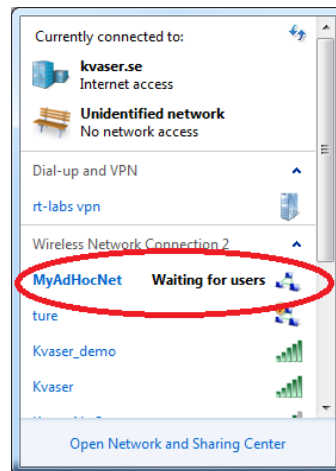 Currently connected to:
kvaser.se
Internet access
Unidentified network
No network access
Dial-up and VPN
rt-labs vpn
Wireless Network Connection 2
MyAdHocNet Waiting for users
ture
Kvaser_demo
Kvaser
Open Network and Sharing Center